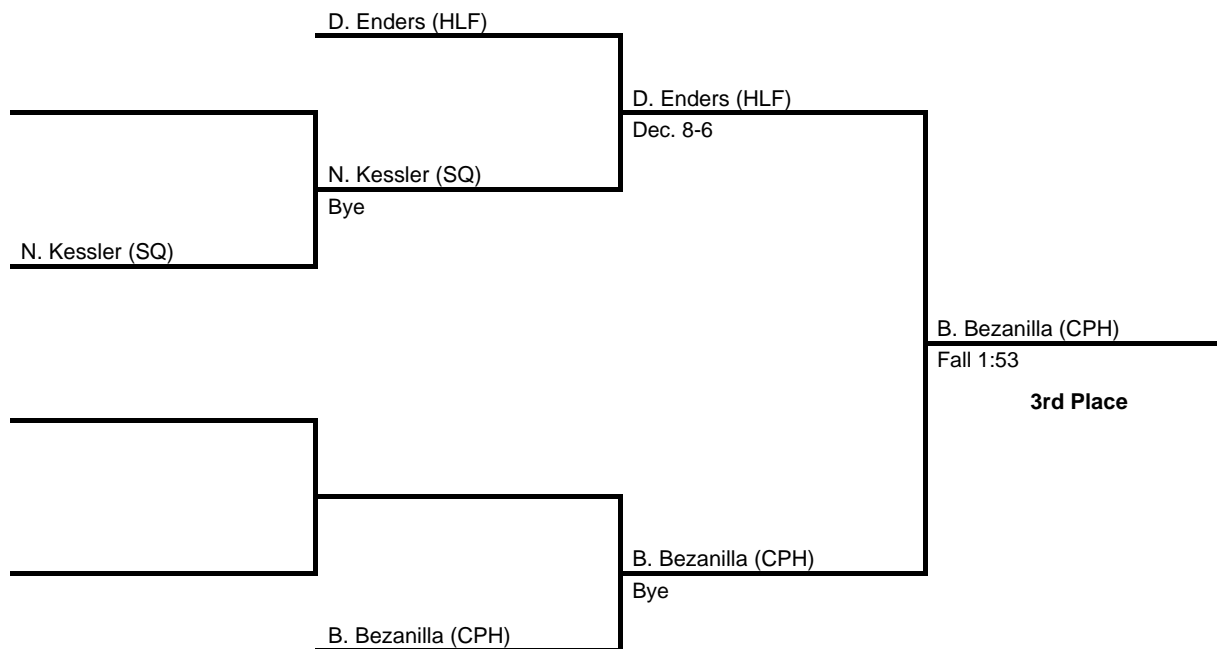 D. Enders (HLF)
D. Enders (HLF)
Dec. 8-6
N. Kessler (SQ)
Bye
N. Kessler (SQ)
B. Bezanilla (CPH)
Fall 1:53
3rd Place
B. Bezanilla (CPH)
Bye
B. Bezanilla (CPH)